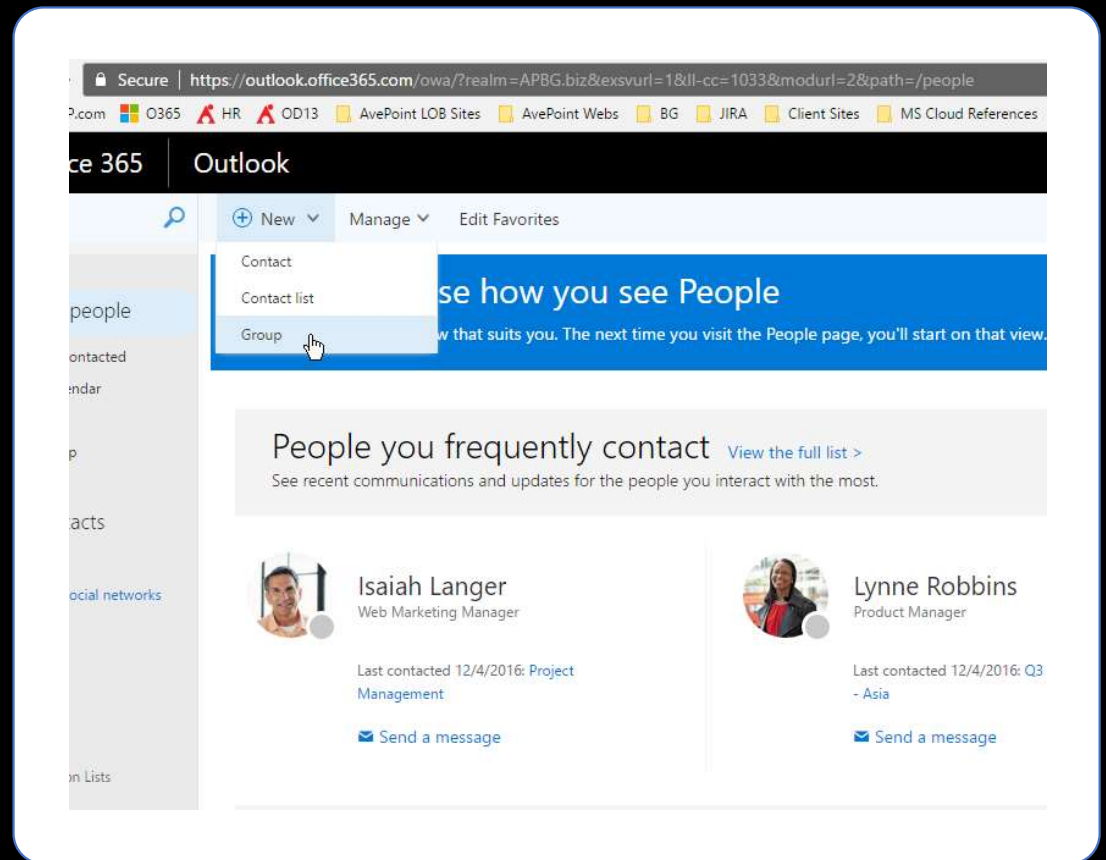 Secure | https://outlook.office365.com/owa/?realm=APBG.biz&exsvurl=1&ll-cc=1033&modurl=2&path=/people
P.com O365 HR OD13 AvePoint LOB Sites AvePoint Webs BG JIRA Client Sites MS Cloud References
ce 365 Outlook
New Manage Edit Favorites
Contact
Contact list
Group
se how you see People
w that suits you. The next time you visit the People page, you'll start on that view.
people
ontacted
endar
p
acts
ocial networks
on Lists
People you frequently contact View the full list >
See recent communications and updates for the people you interact with the most.
Isaiah Langer
Web Marketing Manager
Last contacted 12/4/2016: Project
Management
Send a message
Lynne Robbins
Product Manager
Last contacted 12/4/2016: Q3
- Asia
Send a message